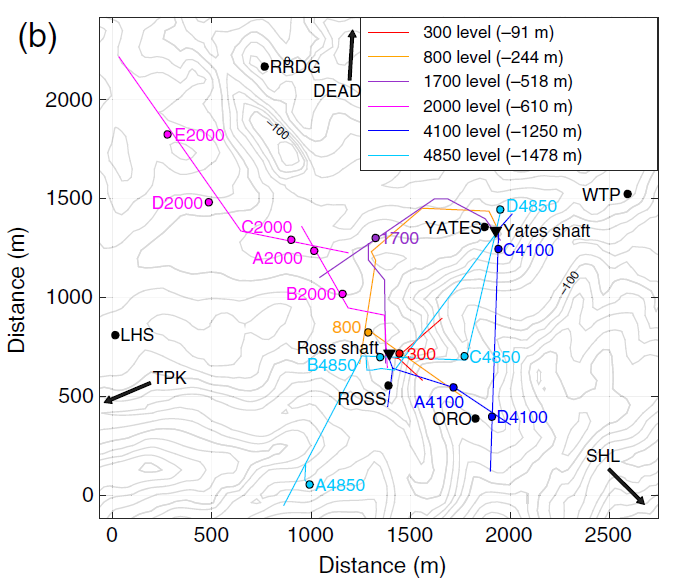 (b)
300 level (–91 m)
800 level (–244 m)
1700 level (–518 m)
2000 level (–610 m)
4100 level (–1250 m)
4850 level (–1478 m)
RRDG
DEAD
–100
E2000
D2000
WTP
D4850
C2000
YATES
Yates shaft
1700
A2000
C4100
B2000
–100
800
LHS
Ross shaft
300
B4850
C4850
TPK
ROSS
A4100
ORO
D4100
SHL
A4850
2000
1500
1000
500
0
Distance (m)
0
500
1000
1500
2000
2500
Distance (m)